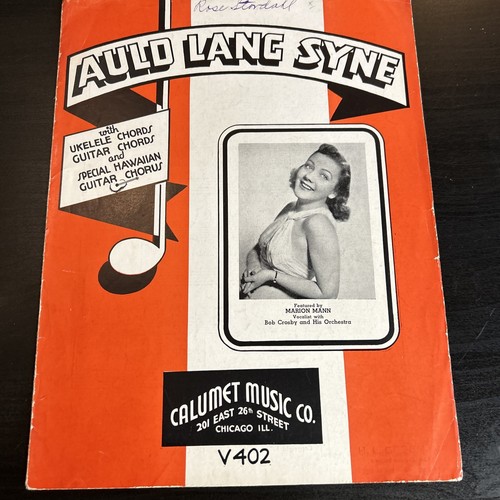 Rose Stordall
AULD LANG SYNE
with
UKELELE CHORDS
GUITAR CHORDS
and
SPECIAL HAWAIIAN
GUITAR CHORUS
Featured by
MARION MANN
Vocalist with
Bob Crosby and His Orchestra
CALUMET MUSIC CO.
201 EAST 26th STREET
CHICAGO ILL.
V402